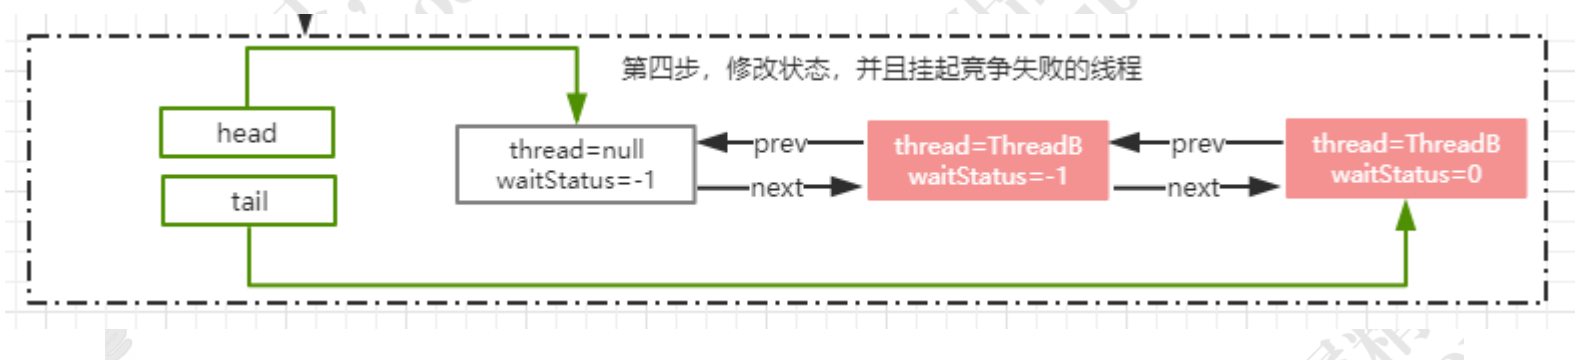 第四步，修改状态，并且挂起竞争失败的线程
head
tail
thread=null
waitStatus=-1
prev
next
thread=ThreadB
waitStatus=-1
prev
next
thread=ThreadB
waitStatus=0